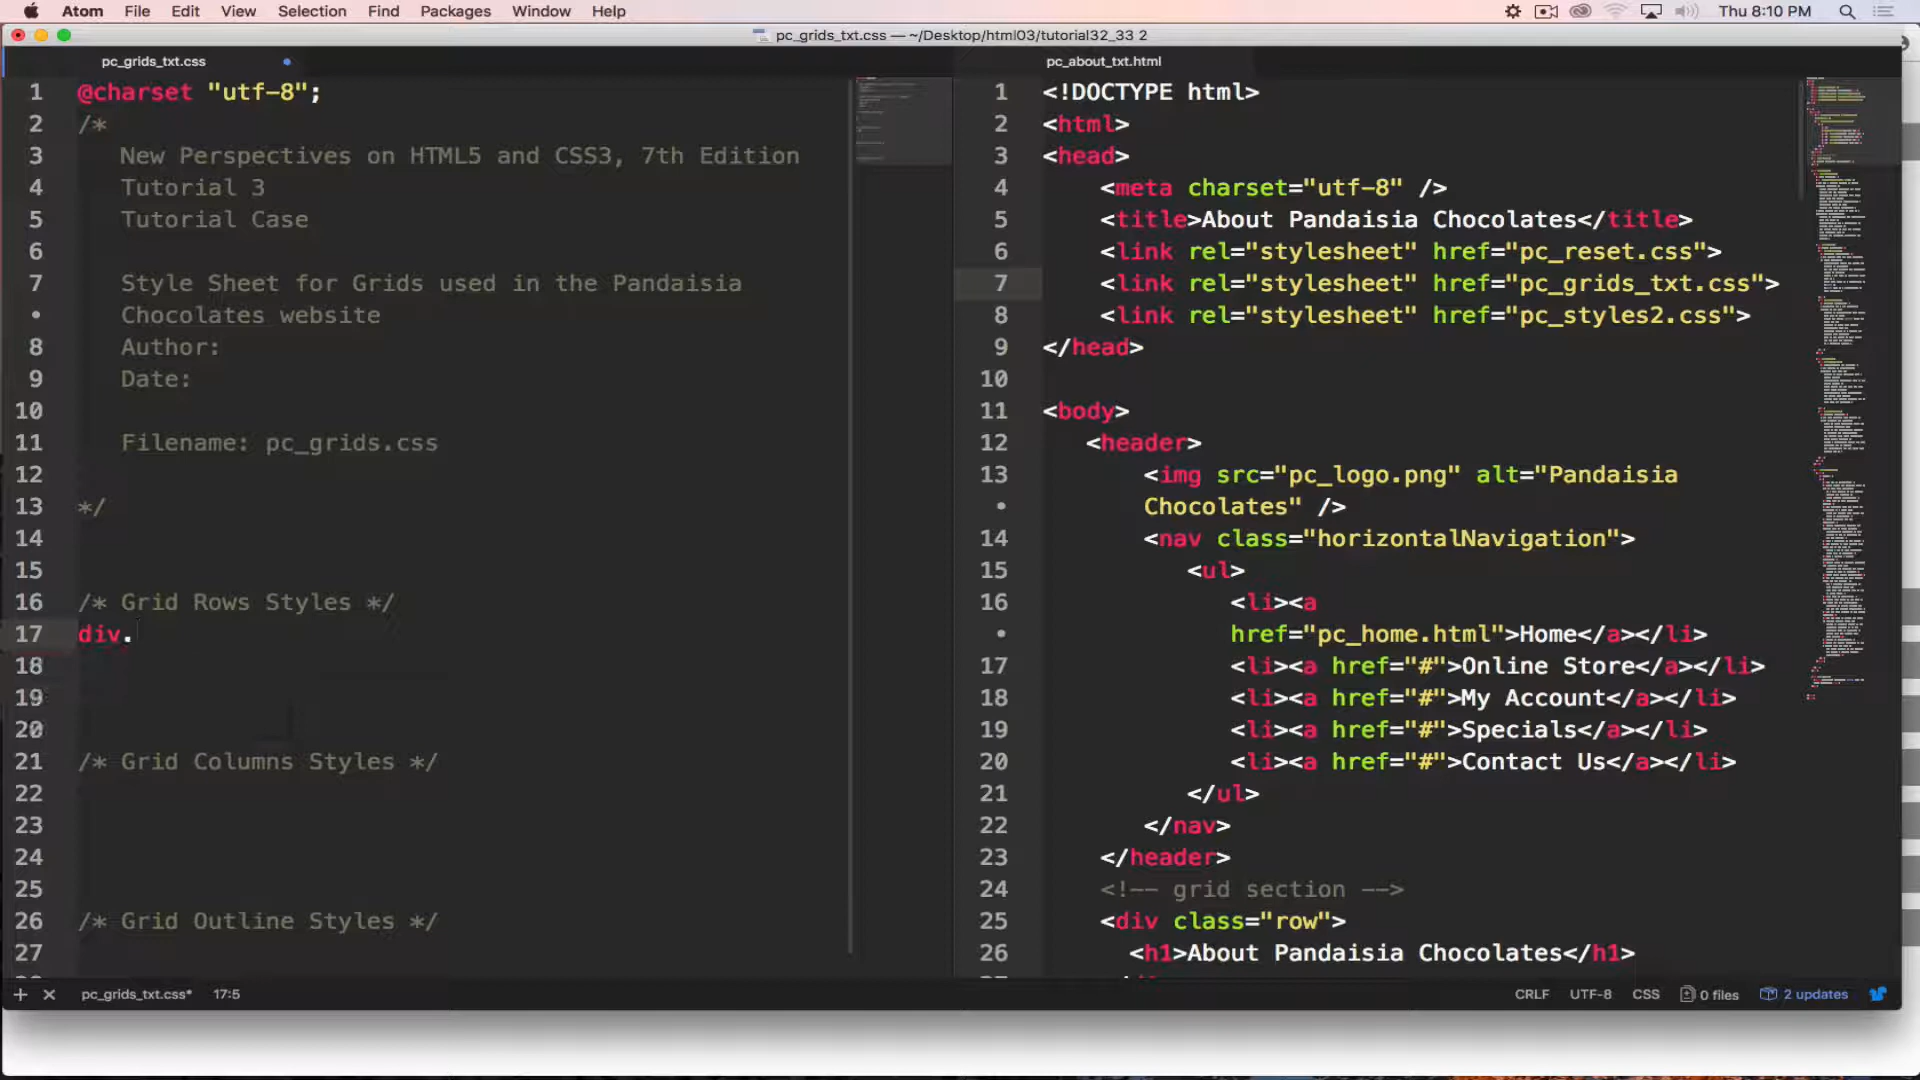 Atom File Edit View Selection Find Packages Window Help Thu 8:10 PM
pc_grids_txt.css — ~/Desktop/html03/tutorial32_33 2
pc_grids_txt.css
1 @charset "utf-8";
2 /*
3 New Perspectives on HTML5 and CSS3, 7th Edition
4 Tutorial 3
5 Tutorial Case
6
7 Style Sheet for Grids used in the Pandaisia
• Chocolates website
8 Author:
9 Date:
10
11 Filename: pc_grids.css
12
13 */
14
15
16 /* Grid Rows Styles */
17 div.
18
19
20
21 /* Grid Columns Styles */
22
23
24
25
26 /* Grid Outline Styles */
27
pc_about_txt.html
1 <!DOCTYPE html>
2 <html>
3 <head>
4 <meta charset="utf-8" />
5 <title>About Pandaisia Chocolates</title>
6 <link rel="stylesheet" href="pc_reset.css">
7 <link rel="stylesheet" href="pc_grids_txt.css">
8 <link rel="stylesheet" href="pc_styles2.css">
9 </head>
10
11 <body>
12 <header>
13 <img src="pc_logo.png" alt="Pandaisia
• Chocolates" />
14 <nav class="horizontalNavigation">
15 <ul>
16 <li><a
• href="pc_home.html">Home</a></li>
17 <li><a href="#">Online Store</a></li>
18 <li><a href="#">My Account</a></li>
19 <li><a href="#">Specials</a></li>
20 <li><a href="#">Contact Us</a></li>
21 </ul>
22 </nav>
23 </header>
24 <!-- grid section -->
25 <div class="row">
26 <h1>About Pandaisia Chocolates</h1>
pc_grids_txt.css* 17:5 CRLF UTF-8 CSS 0 files 2 updates